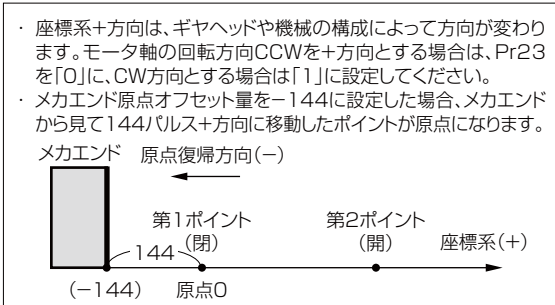 ・ 座標系+方向は、ギヤヘッドや機械の構成によって方向が変わり
ます。モータ軸の回転方向CCWを+方向とする場合は、Pr23
を「0」に、CW方向とする場合は「1」に設定してください。
・ メカエンド原点オフセット量を−144に設定した場合、メカエンド
から見て144パルス+方向に移動したポイントが原点になります。
メカエンド 原点復帰方向(−)
第1ポイント 第2ポイント
144 (閉) (開) 座標系(+)
(−144) 原点0